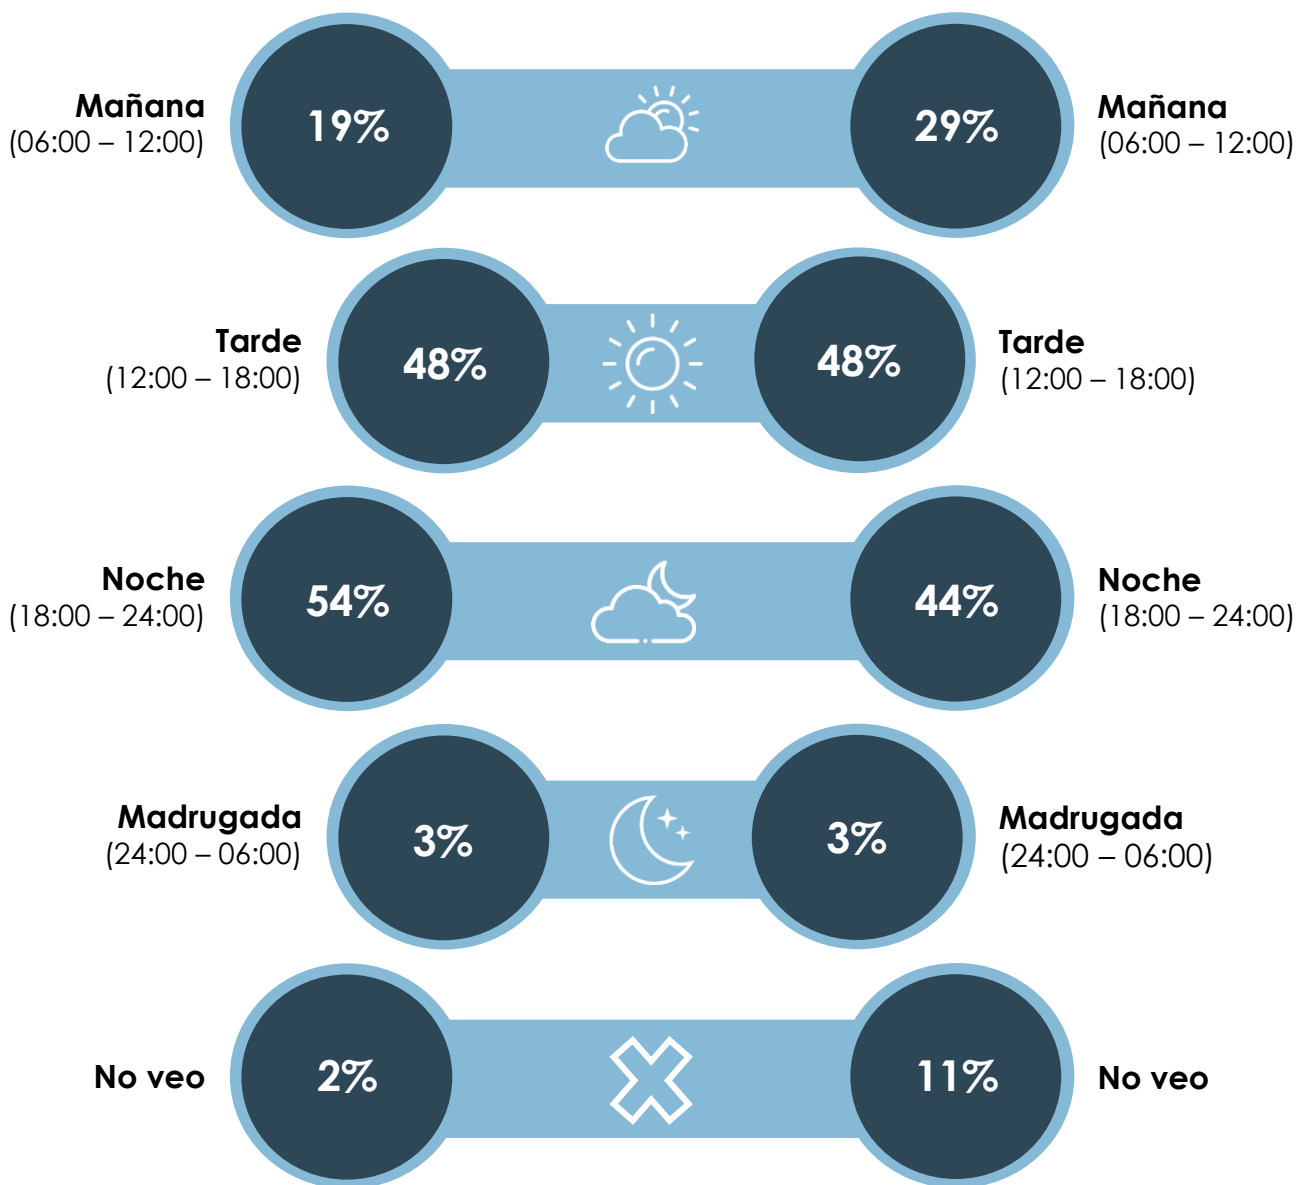 Mañana
(06:00 – 12:00)
19%
29%
Mañana
(06:00 – 12:00)
Tarde
(12:00 – 18:00)
48%
48%
Tarde
(12:00 – 18:00)
Noche
(18:00 – 24:00)
54%
44%
Noche
(18:00 – 24:00)
Madrugada
(24:00 – 06:00)
3%
3%
Madrugada
(24:00 – 06:00)
No veo
2%
11%
No veo